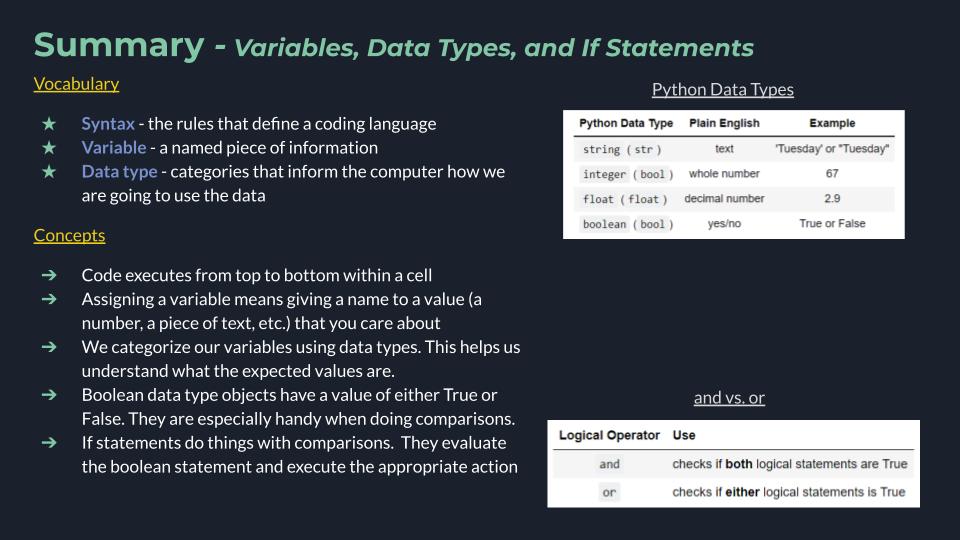 Summary - Variables, Data Types, and If Statements
Vocabulary
★ Syntax - the rules that define a coding language
★ Variable - a named piece of information
★ Data type - categories that inform the computer how we
are going to use the data
Concepts
➔ Code executes from top to bottom within a cell
➔ Assigning a variable means giving a name to a value (a
number, a piece of text, etc.) that you care about
➔ We categorize our variables using data types. This helps us
understand what the expected values are.
➔ Boolean data type objects have a value of either True or
False. They are especially handy when doing comparisons.
➔ If statements do things with comparisons. They evaluate
the boolean statement and execute the appropriate action
Python Data Types
Python Data Type Plain English Example
string ( str ) text 'Tuesday' or "Tuesday"
integer ( bool ) whole number 67
float ( float ) decimal number 2.9
boolean ( bool ) yes/no True or False
and vs. or
Logical Operator Use
and checks if both logical statements are True
or checks if either logical statements is True